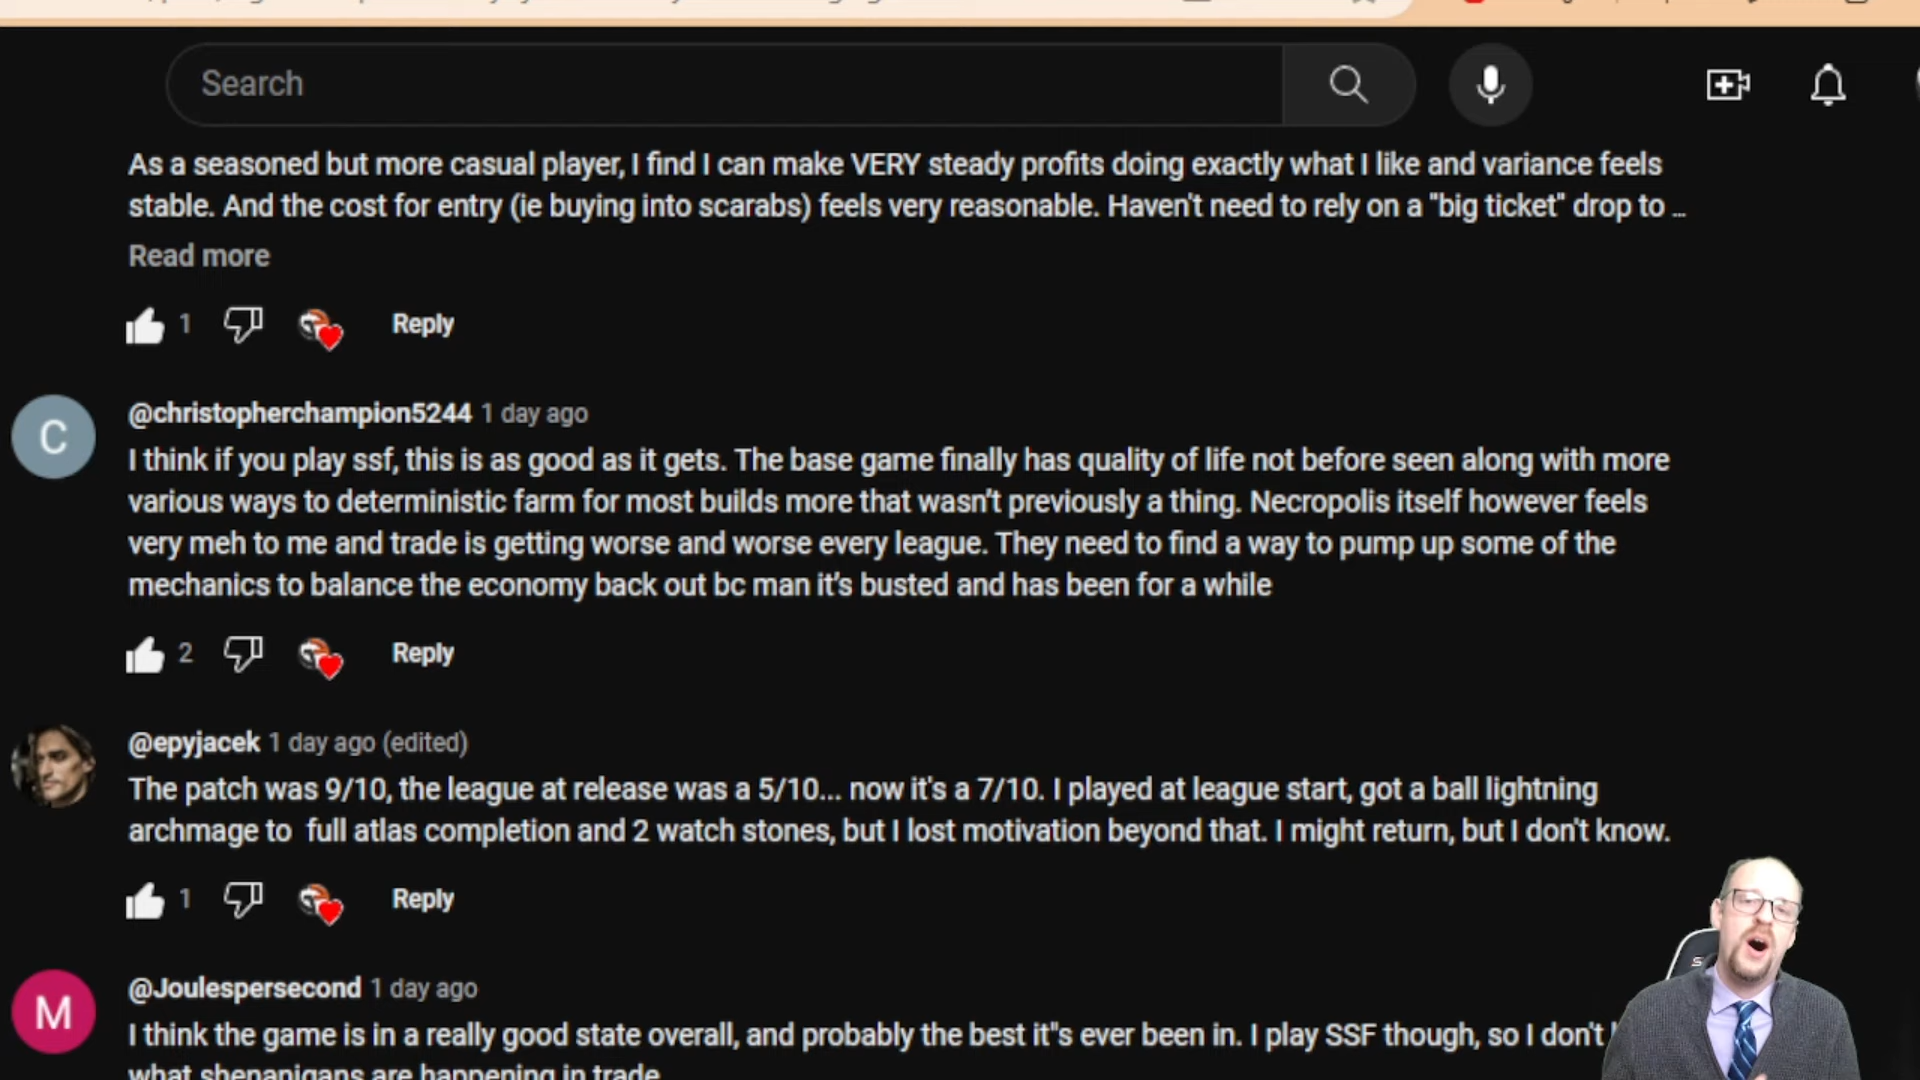 Search
As a seasoned but more casual player, I find I can make VERY steady profits doing exactly what I like and variance feels
stable. And the cost for entry (ie buying into scarabs) feels very reasonable. Haven't need to rely on a "big ticket" drop to ...
Read more
1 Reply
C
@christopherchampion5244 1 day ago
I think if you play ssf, this is as good as it gets. The base game finally has quality of life not before seen along with more
various ways to deterministic farm for most builds more that wasn't previously a thing. Necropolis itself however feels
very meh to me and trade is getting worse and worse every league. They need to find a way to pump up some of the
mechanics to balance the economy back out bc man it's busted and has been for a while
2 Reply
@epyjacek 1 day ago (edited)
The patch was 9/10, the league at release was a 5/10... now it's a 7/10. I played at league start, got a ball lightning
archmage to full atlas completion and 2 watch stones, but I lost motivation beyond that. I might return, but I don't know.
1 Reply
M
@Joulespersecond 1 day ago
I think the game is in a really good state overall, and probably the best it"s ever been in. I play SSF though, so I don't
what shenanigans are happening in trade